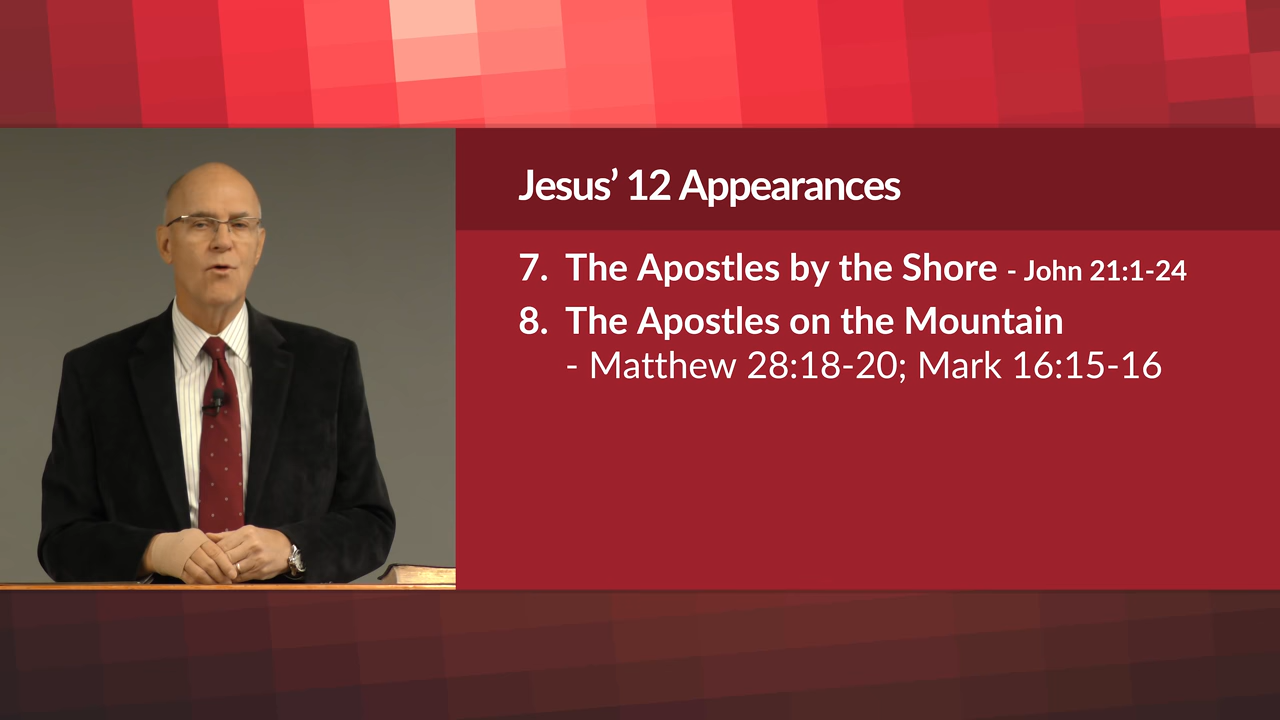 Jesus’ 12 Appearances
7. The Apostles by the Shore - John 21:1-24
8. The Apostles on the Mountain
- Matthew 28:18-20; Mark 16:15-16